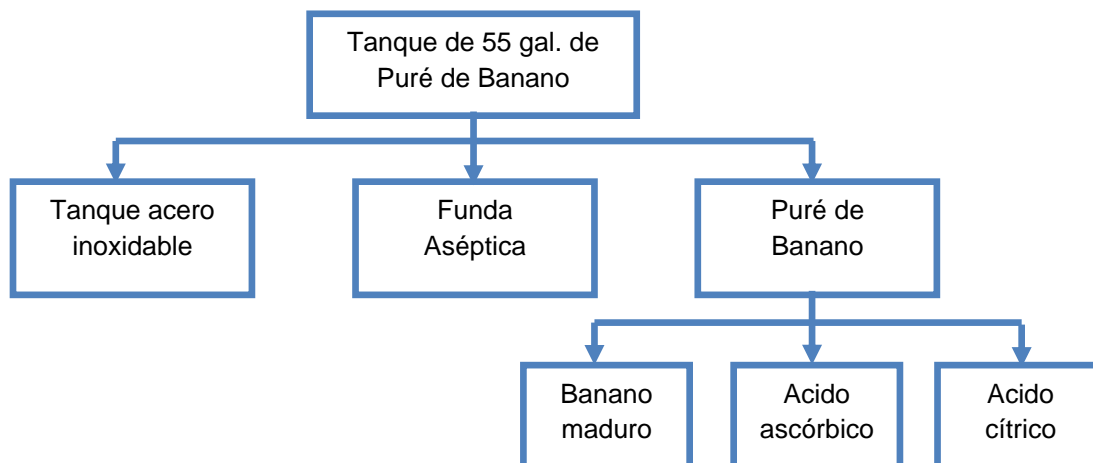 Tanque de 55 gal. de
Puré de Banano
Tanque acero
inoxidable
Funda
Aséptica
Puré de
Banano
Banano
maduro
Acido
ascórbico
Acido
cítrico